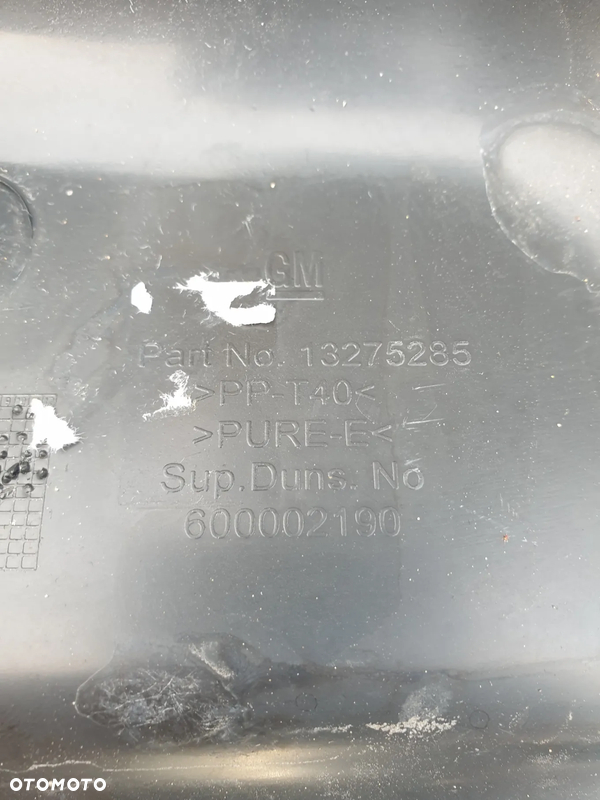 GM
Part No. 13275285
>PP-T40<
>PURE-E<
Sup.Duns. No
600002190
OTOMOTO